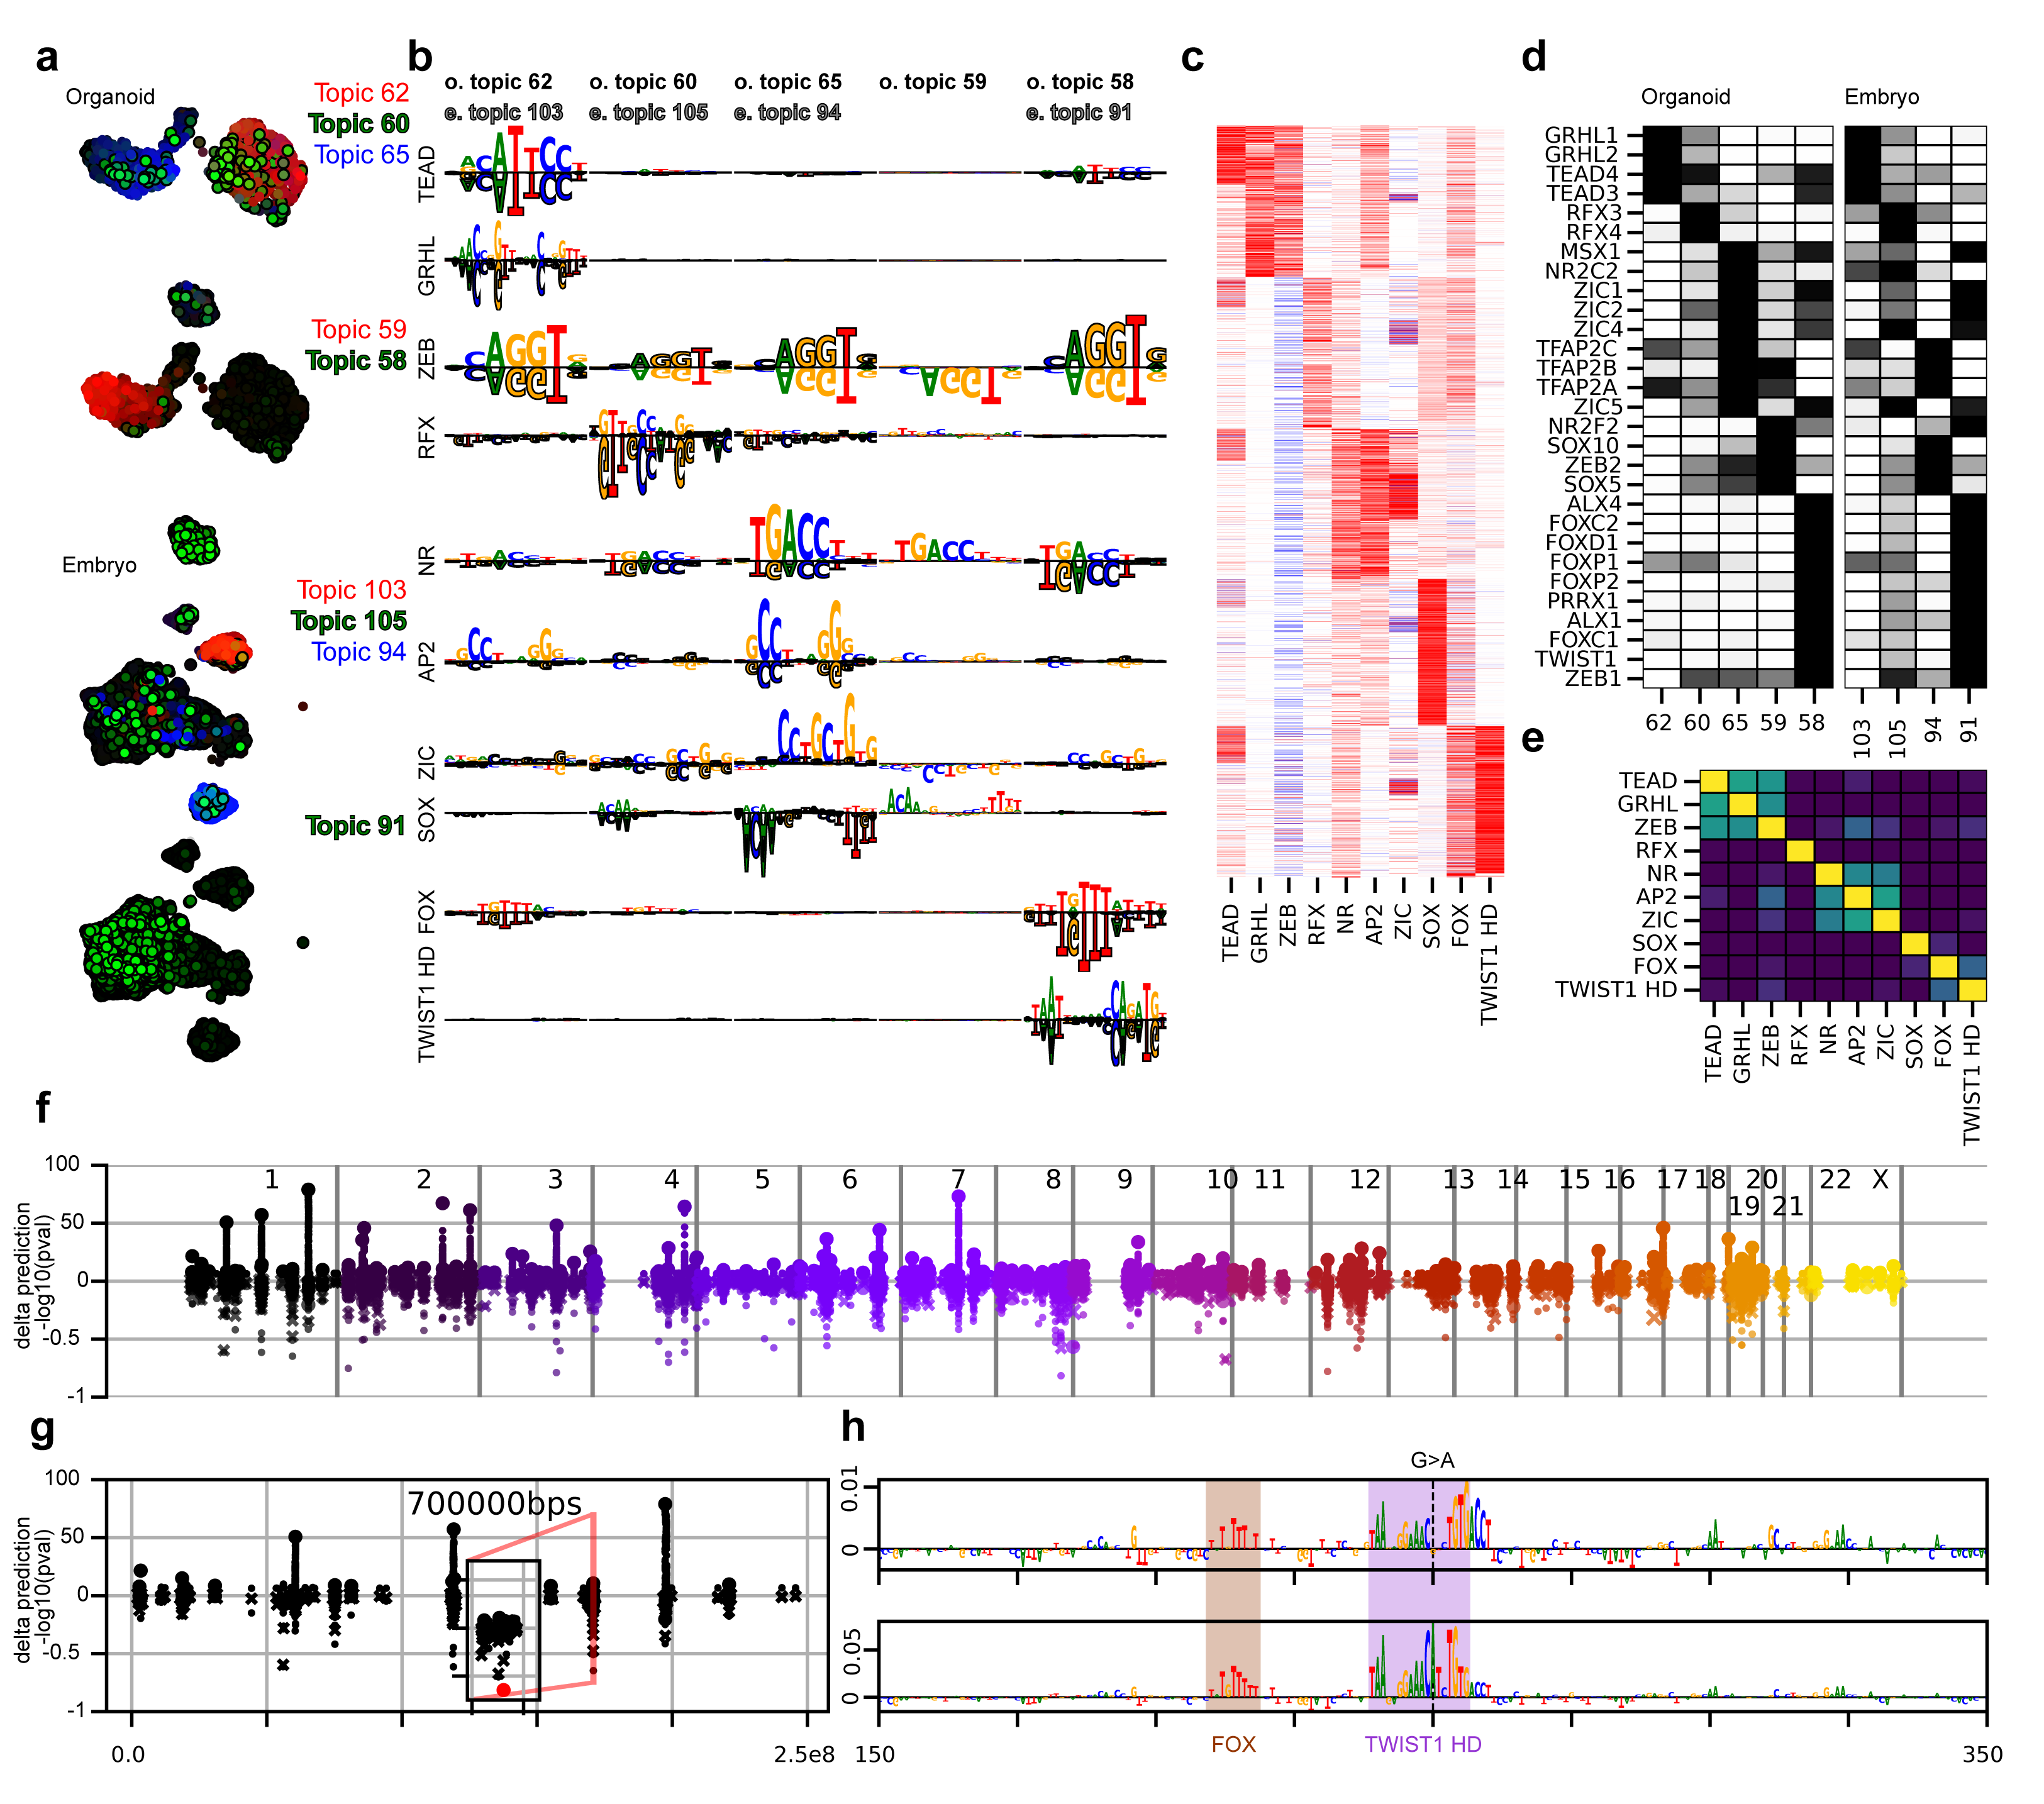 a
Organoid
Topic 62
Topic 60
Topic 65
Topic 59
Topic 58
Embryo
Topic 103
Topic 105
Topic 94
Topic 91
b
o. topic 62
o. topic 60
o. topic 65
o. topic 59
o. topic 58
e. topic 103
e. topic 105
e. topic 94
e. topic 91
TEAD
GRHL
ZEB
RFX
NR
AP2
ZIC
SOX
FOX
TWIST1 HD
c
TEAD
GRHL
ZEB
RFX
NR
AP2
ZIC
SOX
FOX
TWIST1 HD
d
Organoid
Embryo
GRHL1
GRHL2
TEAD4
TEAD3
RFX3
RFX4
MSX1
NR2C2
ZIC1
ZIC2
ZIC4
TFAP2C
TFAP2B
TFAP2A
ZIC5
NR2F2
SOX10
ZEB2
SOX5
ALX4
FOXC2
FOXD1
FOXP1
FOXP2
PRRX1
ALX1
FOXC1
TWIST1
ZEB1
62
60
65
59
58
103
105
94
91
e
TEAD
GRHL
ZEB
RFX
NR
AP2
ZIC
SOX
FOX
TWIST1 HD
TEAD
GRHL
ZEB
RFX
NR
AP2
ZIC
SOX
FOX
TWIST1 HD
f
delta prediction
-log10(pval)
100
50
0
-0.5
-1
1
2
3
4
5
6
7
8
9
10
11
12
13
14
15
16
17
18
19
20
21
22
X
g
delta prediction
-log10(pval)
100
50
0
-0.5
-1
700000bps
0.0
2.5e8
h
G>A
0.01
0
0.05
0
150
FOX
TWIST1 HD
350